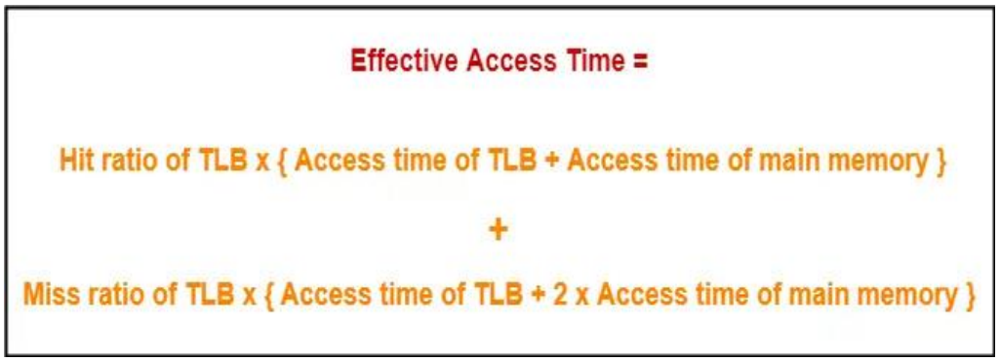 Effective Access Time =
Hit ratio of TLB x { Access time of TLB + Access time of main memory }
+
Miss ratio of TLB x { Access time of TLB + 2 x Access time of main memory }